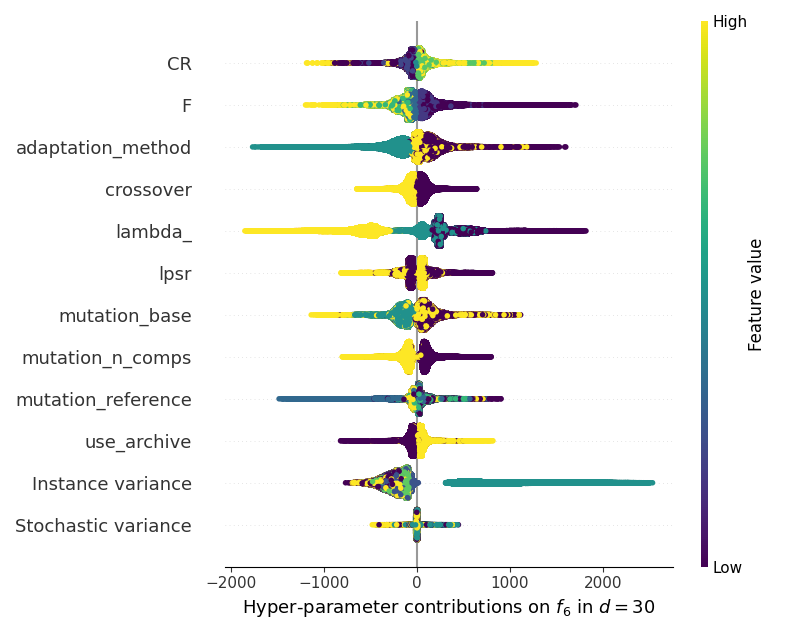 High
CR
F
adaptation_method
crossover
lambda_
lpsr
mutation_base
mutation_n_comps
mutation_reference
use_archive
Instance variance
Stochastic variance
Feature value
Low
−2000 −1000 0 1000 2000
Hyper-parameter contributions on f₆ in d = 30